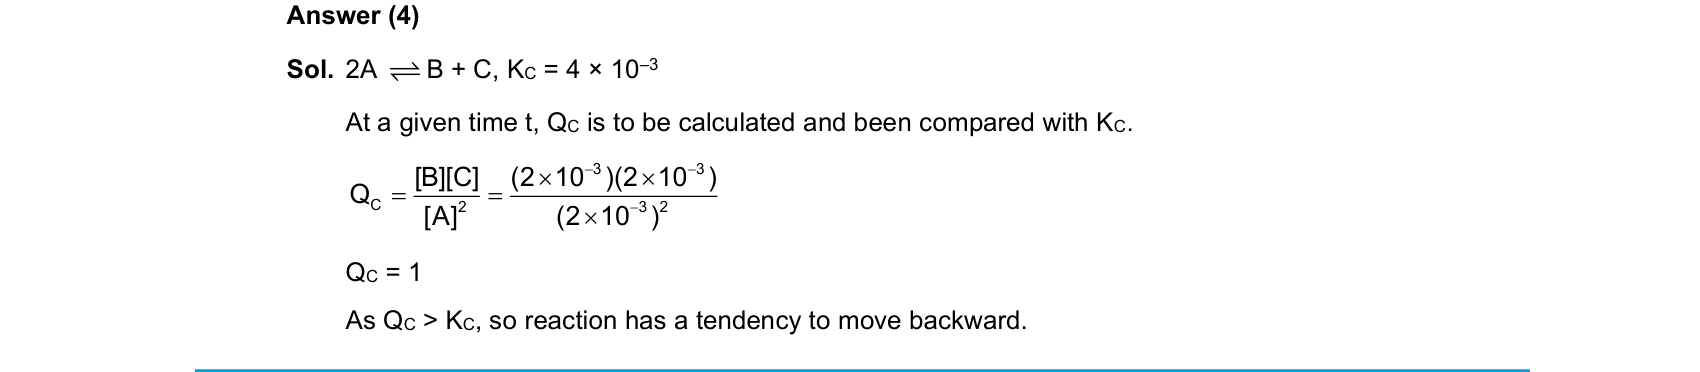 Answer (4)
Sol. 2A ⇌ B + C, KC = 4 × 10–3
At a given time t, QC is to be calculated and been compared with KC.
QC = [B][C] / [A]2 = (2×10–3)(2×10–3) / (2×10–3)2
QC = 1
As QC > KC, so reaction has a tendency to move backward.